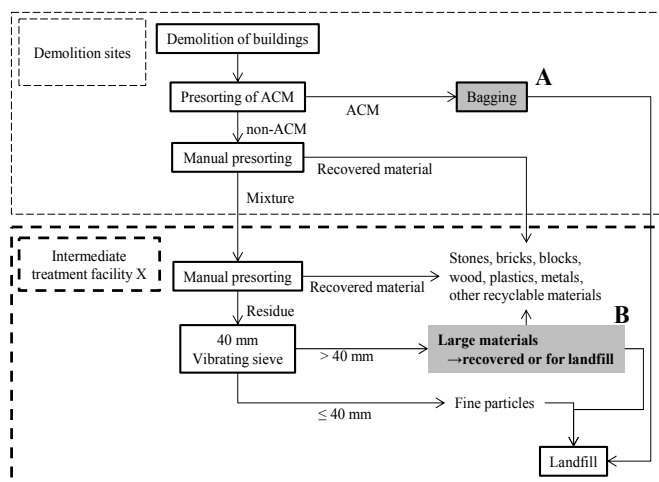 Demolition of buildings
Demolition sites
A
Presorting of ACM
ACM
Bagging
non-ACM
Manual presorting
Recovered material
Mixture
Intermediate
treatment facility X
Manual presorting
Recovered material
Stones, bricks, blocks,
wood, plastics, metals,
other recyclable materials
Residue
B
40 mm
Vibrating sieve
> 40 mm
Large materials
→recovered or for landfill
≤ 40 mm
Fine particles
Landfill